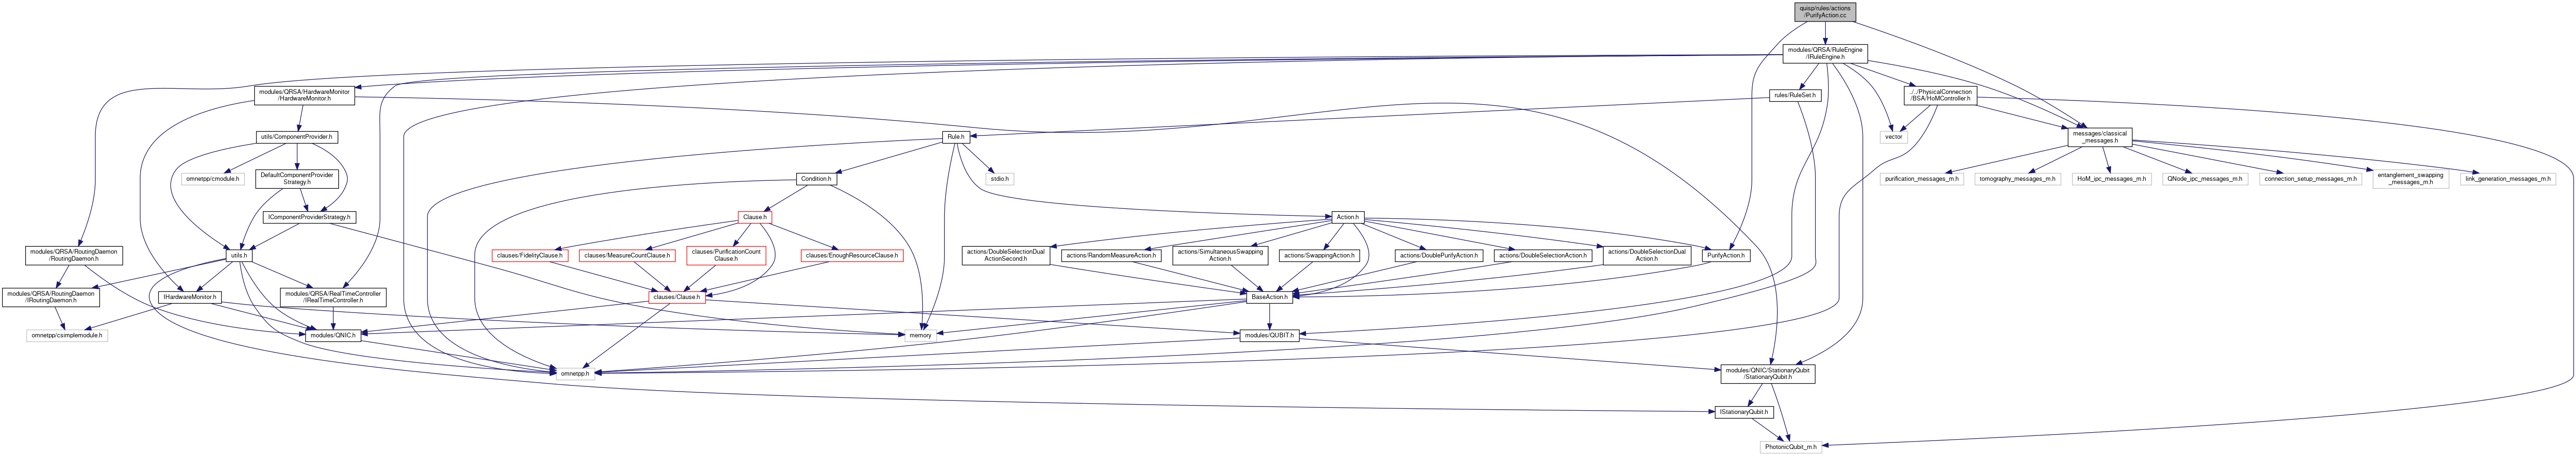 quisp/rules/actions
/PurifyAction.cc
modules/QRSA/RuleEngine
/IRuleEngine.h
modules/QRSA/HardwareMonitor
/HardwareMonitor.h
rules/RuleSet.h
../../PhysicalConnection
/BSA/HoMController.h
utils/ComponentProvider.h
Rule.h
vector
messages/classical
_messages.h
omnetpp/cmodule.h
DefaultComponentProvider
Strategy.h
Condition.h
stdio.h
purification_messages_m.h
tomography_messages_m.h
HoM_ipc_messages_m.h
QNode_ipc_messages_m.h
connection_setup_messages_m.h
entanglement_swapping
_messages_m.h
link_generation_messages_m.h
IComponentProviderStrategy.h
Clause.h
Action.h
modules/QRSA/RoutingDaemon
/RoutingDaemon.h
utils.h
clauses/FidelityClause.h
clauses/MeasureCountClause.h
clauses/PurificationCount
Clause.h
clauses/EnoughResourceClause.h
actions/DoubleSelectionDual
ActionSecond.h
actions/RandomMeasureAction.h
actions/SimultaneousSwapping
Action.h
actions/SwappingAction.h
actions/DoublePurifyAction.h
actions/DoubleSelectionAction.h
actions/DoubleSelectionDual
Action.h
PurifyAction.h
modules/QRSA/RoutingDaemon
/IRoutingDaemon.h
IHardwareMonitor.h
modules/QRSA/RealTimeController
/IRealTimeController.h
clauses/Clause.h
BaseAction.h
omnetpp/csimplemodule.h
modules/QNIC.h
memory
modules/QUBIT.h
omnetpp.h
modules/QNIC/StationaryQubit
/StationaryQubit.h
IStationaryQubit.h
PhotonicQubit_m.h